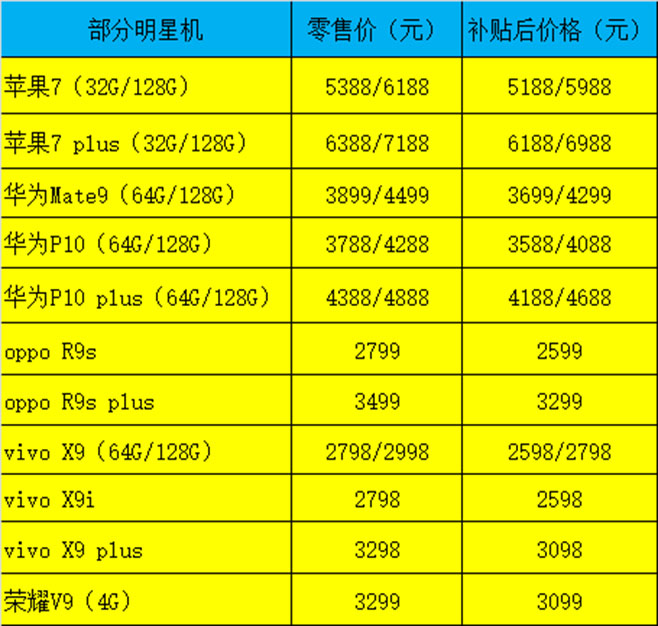 部分明星机 零售价（元） 补贴后价格（元）
苹果7（32G/128G） 5388/6188 5188/5988
苹果7 plus（32G/128G） 6388/7188 6188/6988
华为Mate9（64G/128G） 3899/4499 3699/4299
华为P10（64G/128G） 3788/4288 3588/4088
华为P10 plus（64G/128G） 4388/4888 4188/4688
oppo R9s 2799 2599
oppo R9s plus 3499 3299
vivo X9（64G/128G） 2798/2998 2598/2798
vivo X9i 2798 2598
vivo X9 plus 3298 3098
荣耀V9（4G） 3299 3099